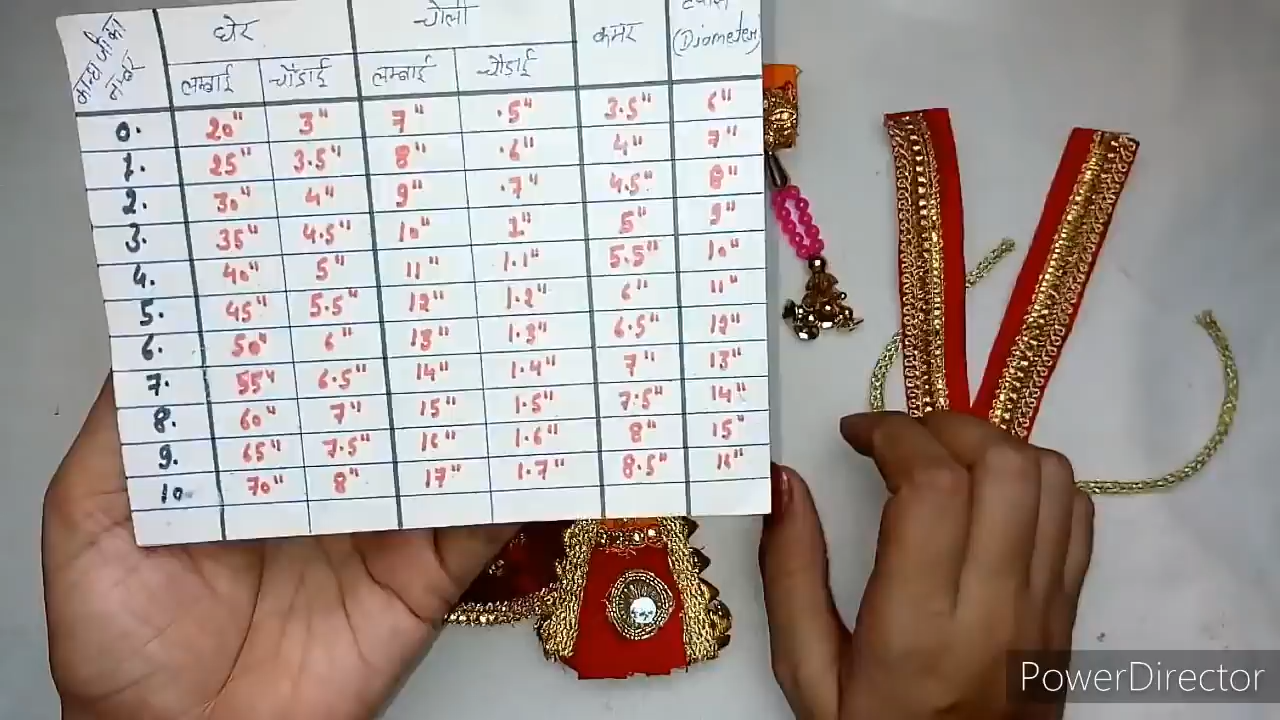 घेर चोली कमर (Diameter)
लम्बाई चौड़ाई लम्बाई चौड़ाई
0. 20" 3" 7" .5" 3.5" 6"
1. 25" 3.5" 8" .6" 4" 7"
2. 30" 4" 9" .7" 4.5" 8"
3. 35" 4.5" 10" 1" 5" 9"
4. 40" 5" 11" 1.1" 5.5" 10"
5. 45" 5.5" 12" 1.2" 6" 11"
6. 50" 6" 13" 1.3" 6.5" 12"
7. 55" 6.5" 14" 1.4" 7" 13"
8. 60" 7" 15" 1.5" 7.5" 14"
9. 65" 7.5" 16" 1.6" 8" 15"
10. 70" 8" 17" 1.7" 8.5" 16"
PowerDirector